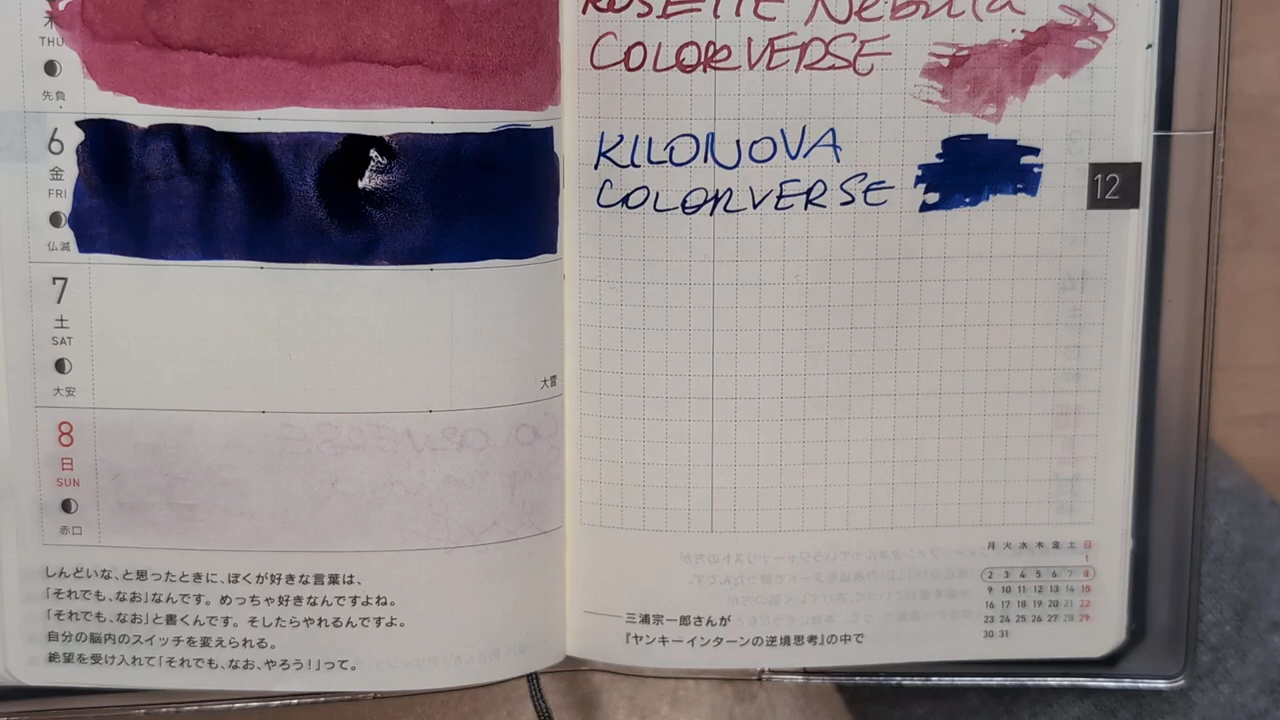 木
THU
先負
6
金
FRI
仏滅
7
土
SAT
大安
大雪
8
日
SUN
赤口
しんどいな、と思ったときに、ぼくが好きな言葉は、
「それでも、なお」なんです。めっちゃ好きなんですよね。
「それでも、なお」と書くんです。そしたらやれるんですよ。
自分の脳内のスイッチを変えられる。
絶望を受け入れて「それでも、なお、やろう!」って。
ROSETTE Nebula
COLORVERSE
KILONOVA
COLORVERSE
12
月 火 水 木 金 土 日
1
2 3 4 5 6 7 8
9 10 11 12 13 14 15
16 17 18 19 20 21 22
23 24 25 26 27 28 29
30 31
三浦宗一郎さんが
『ヤンキーインターンの逆境思考』の中で